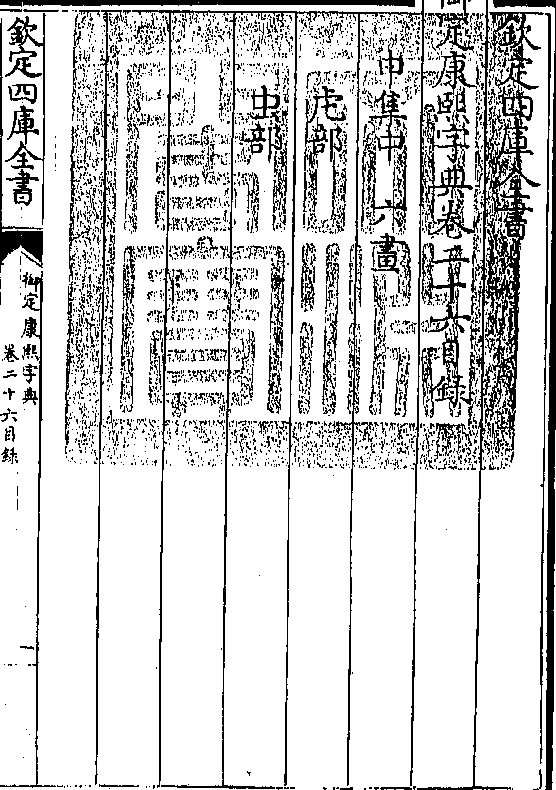 欽定四庫全書
御定康熙字典卷二十六目錄
申集中 六畫
虍部
虫部
欽定四庫全書
御定康熙字典
卷二十六目錄
一